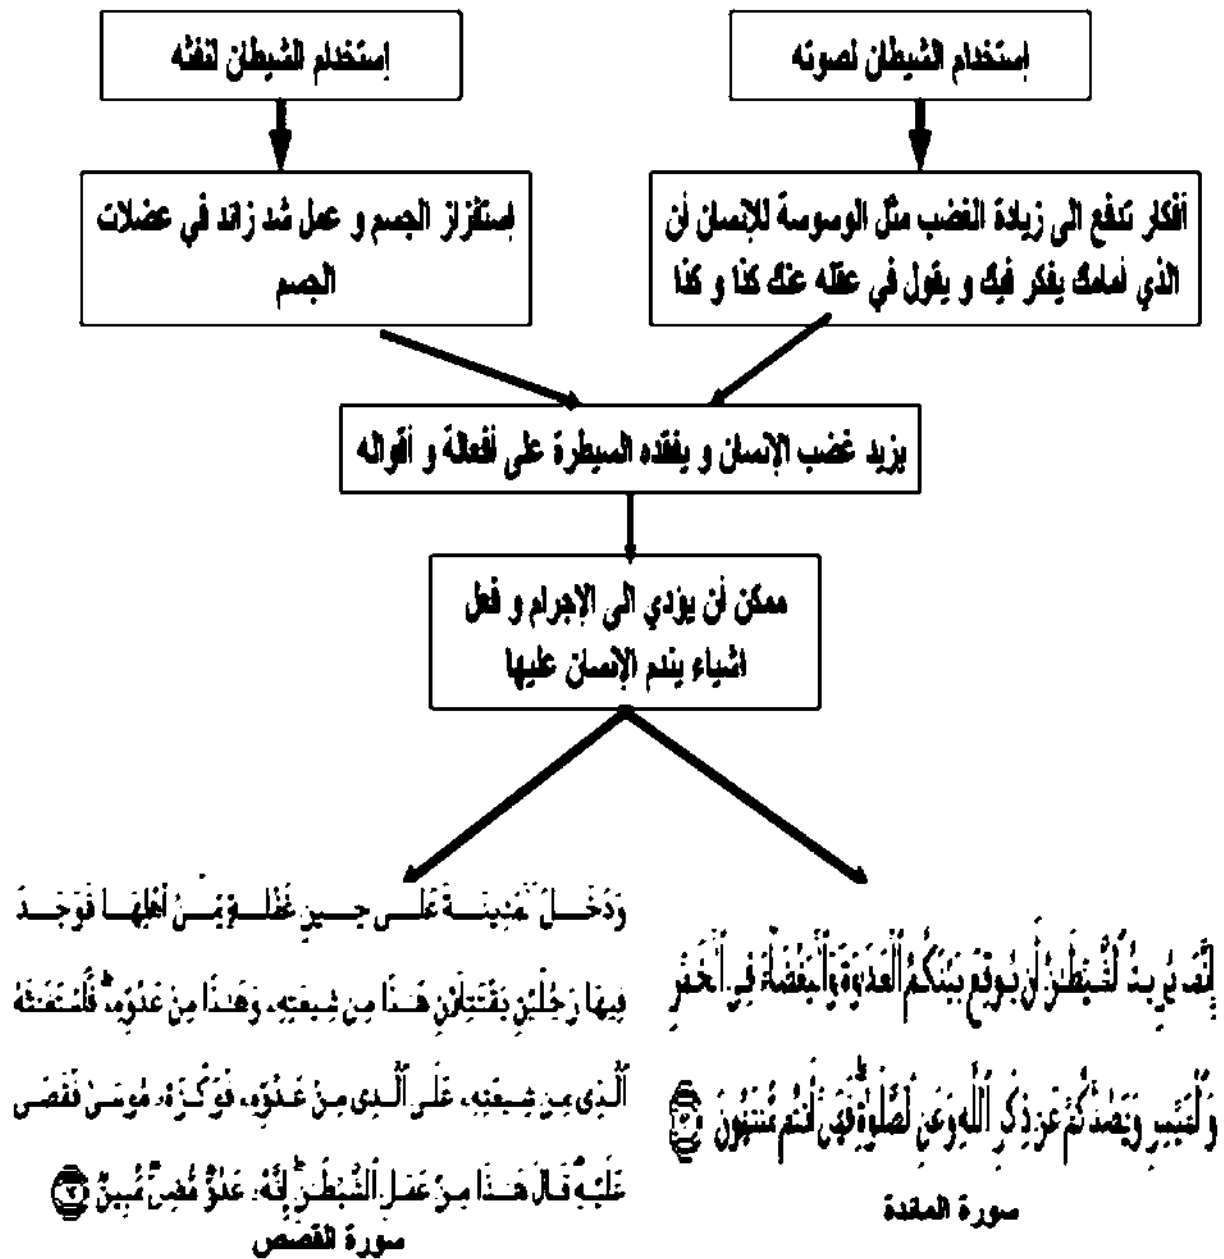 إستخدام الشيطان لصوته
إستخدام الشيطان لنفثه
أفكار تدفع الى زيادة الغضب مثل الوسوسة للإنسان أن
الذي أمامك يفكر فيك و يقول في عقله عنك كذا و كذا
إستفزاز الجسم و عمل شد زائد في عضلات
الجسم
يزيد غضب الإنسان و يفقده السيطرة على أفعالة و أقواله
ممكن أن يؤدي الى الإجرام و فعل
اشياء يندم الإنسان عليها
إِنَّمَا يُرِيدُ ٱلشَّيْطَٰنُ أَن يُوقِعَ بَيْنَكُمُ ٱلْعَدَٰوَةَ وَٱلْبَغْضَآءَ فِى ٱلْخَمْرِ
وَٱلْمَيْسِرِ وَيَصُدَّكُمْ عَن ذِكْرِ ٱللَّهِ وَعَنِ ٱلصَّلَوٰةِ ۖ فَهَلْ أَنتُم مُّنتَهُونَ
سورة المائدة
وَدَخَلَ ٱلْمَدِينَةَ عَلَىٰ حِينِ غَفْلَةٍ مِّنْ أَهْلِهَا فَوَجَدَ
فِيهَا رَجُلَيْنِ يَقْتَتِلَانِ هَٰذَا مِن شِيعَتِهِۦ وَهَٰذَا مِنْ عَدُوِّهِۦ ۖ فَٱسْتَغَٰثَهُ
ٱلَّذِى مِن شِيعَتِهِۦ عَلَى ٱلَّذِى مِنْ عَدُوِّهِۦ فَوَكَزَهُۥ مُوسَىٰ فَقَضَىٰ
عَلَيْهِ ۖ قَالَ هَٰذَا مِنْ عَمَلِ ٱلشَّيْطَٰنِ ۖ إِنَّهُۥ عَدُوٌّ مُّضِلٌّ مُّبِينٌ
سورة القصص